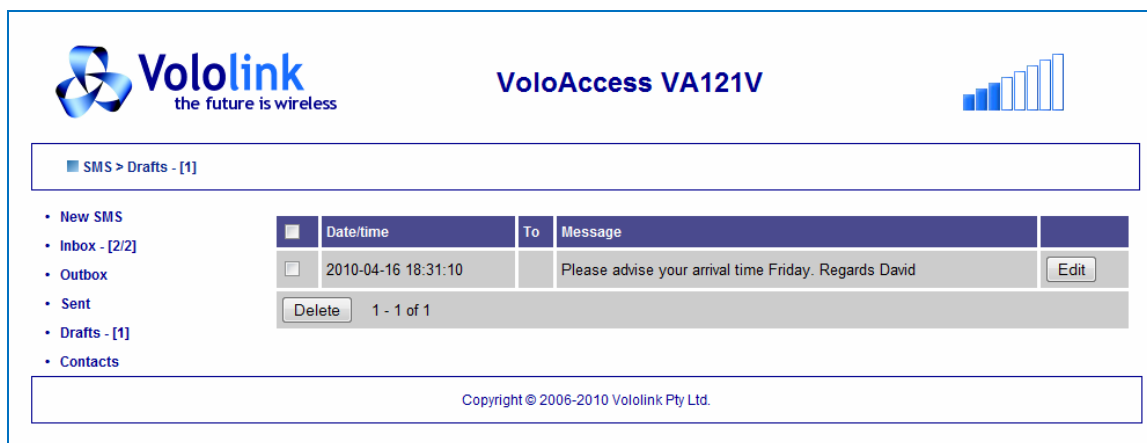 Vololink
the future is wireless
VoloAccess VA121V
SMS > Drafts - [1]
• New SMS
• Inbox - [2/2]
• Outbox
• Sent
• Drafts - [1]
• Contacts
Date/time To Message
2010-04-16 18:31:10 Please advise your arrival time Friday. Regards David Edit
Delete 1 - 1 of 1
Copyright © 2006-2010 Vololink Pty Ltd.